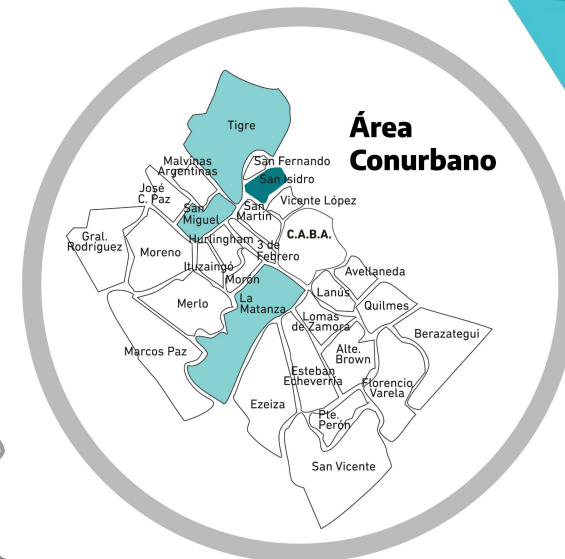 Área
Conurbano
Tigre
Malvinas
Argentinas
San Fernando
San Isidro
José
C. Paz
San
Miguel
San
Martín
Vicente López
Gral.
Rodríguez
Moreno
Hurlingham
3 de
Febrero
C.A.B.A.
Ituzaingó
Morón
Avellaneda
Merlo
La
Matanza
Lanús
Quilmes
Lomas
de Zamora
Berazategui
Marcos Paz
Alte.
Brown
Esteban
Echeverría
Florencio
Varela
Ezeiza
Pte.
Perón
San Vicente